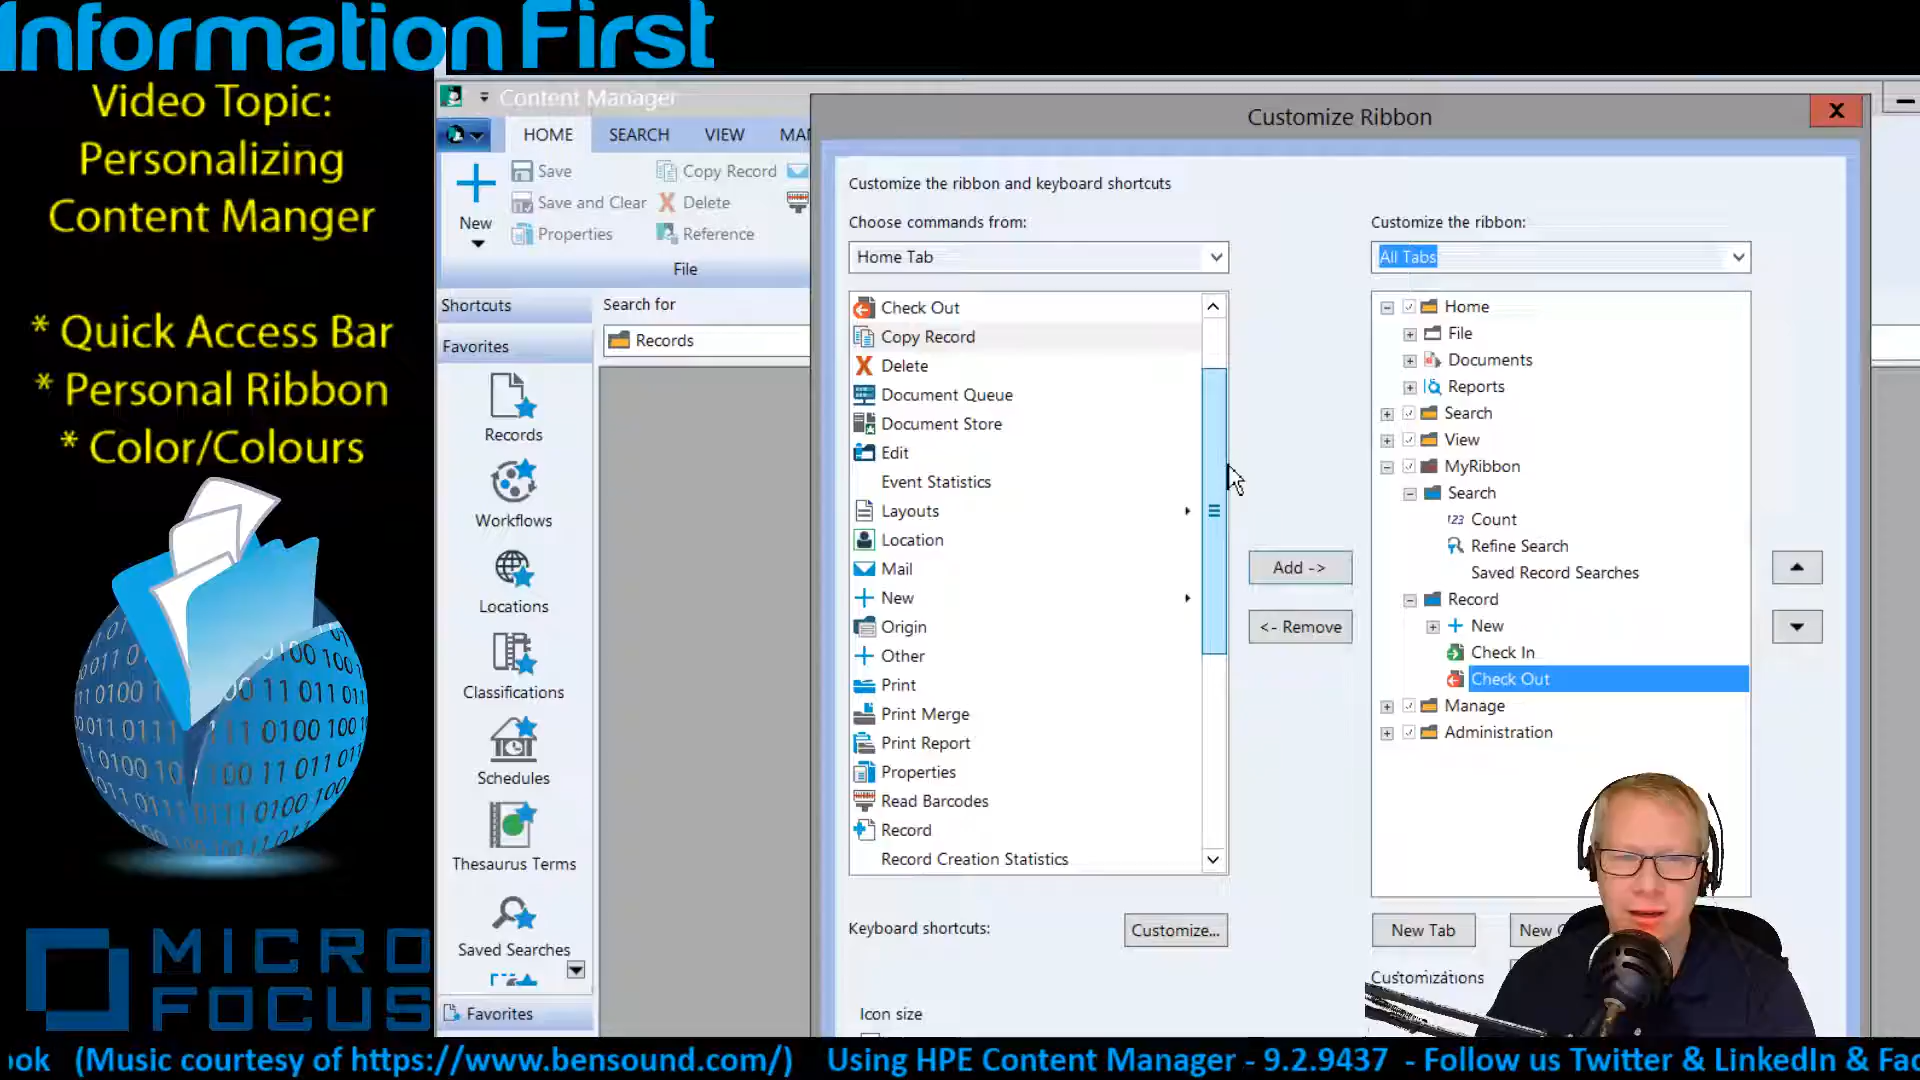 Information First
Video Topic:
Personalizing
Content Manger
* Quick Access Bar
* Personal Ribbon
* Color/Colours
MICRO
FOCUS
Content Manager
HOME SEARCH VIEW
New
Save
Save and Clear
Properties
Copy Record
Delete
Reference
File
Shortcuts
Favorites
Records
Workflows
Locations
Classifications
Schedules
Thesaurus Terms
Saved Searches
Favorites
Search for
Records
Customize Ribbon
Customize the ribbon and keyboard shortcuts
Choose commands from:
Home Tab
Check Out
Copy Record
Delete
Document Queue
Document Store
Edit
Event Statistics
Layouts
Location
Mail
New
Origin
Other
Print
Print Merge
Print Report
Properties
Read Barcodes
Record
Record Creation Statistics
Keyboard shortcuts:
Customize...
Icon size
Add ->
<- Remove
Customize the ribbon:
All Tabs
Home
File
Documents
Reports
Search
View
MyRibbon
Search
123 Count
Refine Search
Saved Record Searches
Record
New
Check In
Check Out
Manage
Administration
New Tab
New
Customizations
ook (Music courtesy of https://www.bensound.com/) Using HPE Content Manager - 9.2.9437 - Follow us Twitter & LinkedIn & Fac